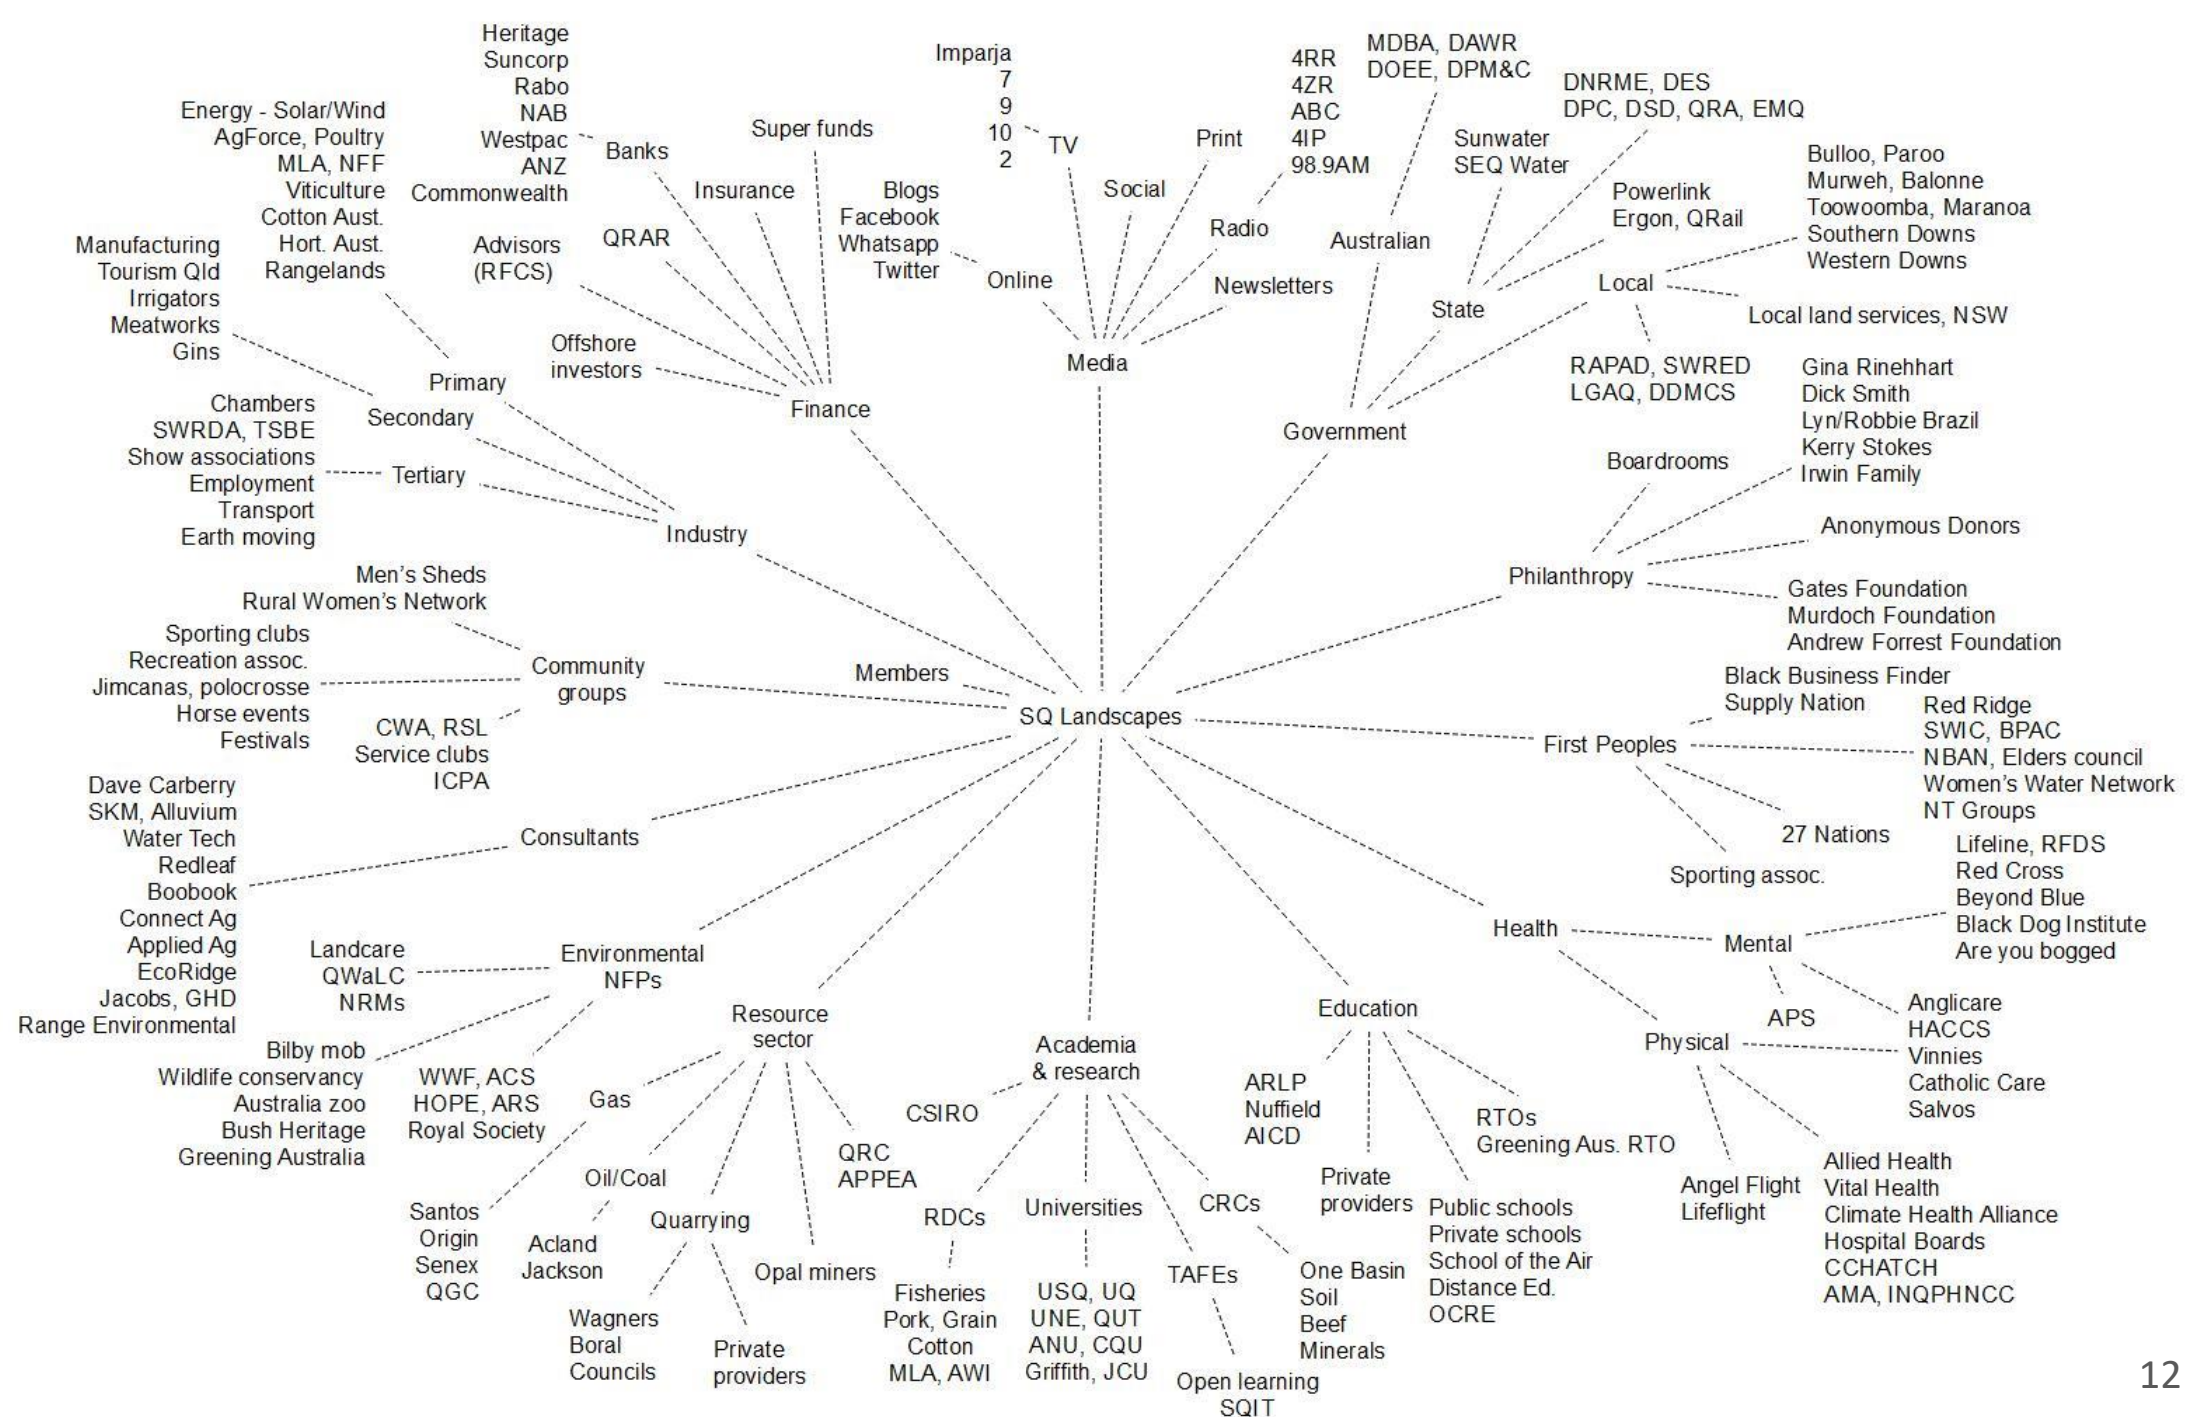 Heritage
Suncorp
Rabo
NAB
Westpac
ANZ
Commonwealth
Banks
Super funds
Insurance
QRAR
Advisors
(RFCS)
Offshore
investors
Finance
Energy - Solar/Wind
AgForce, Poultry
MLA, NFF
Viticulture
Cotton Aust.
Hort. Aust.
Rangelands
Primary
Manufacturing
Tourism Qld
Irrigators
Meatworks
Gins
Secondary
Chambers
SWRDA, TSBE
Show associations
Employment
Transport
Earth moving
Tertiary
Industry
Imparja
7
9
10
2
TV
Blogs
Facebook
Whatsapp
Twitter
Online
Social
Print
4RR
4ZR
ABC
4IP
98.9AM
Radio
Newsletters
Media
MDBA, DAWR
DOEE, DPM&C
Australian
DNRME, DES
DPC, DSD, QRA, EMQ
Sunwater
SEQ Water
Powerlink
Ergon, QRail
State
Bulloo, Paroo
Murweh, Balonne
Toowoomba, Maranoa
Southern Downs
Western Downs
Local
Local land services, NSW
RAPAD, SWRED
LGAQ, DDMCS
Government
Boardrooms
Gina Rinehhart
Dick Smith
Lyn/Robbie Brazil
Kerry Stokes
Irwin Family
Anonymous Donors
Philanthropy
Gates Foundation
Murdoch Foundation
Andrew Forrest Foundation
Men's Sheds
Rural Women's Network
Sporting clubs
Recreation assoc.
Jimcanas, polocrosse
Horse events
Festivals
Community
groups
CWA, RSL
Service clubs
ICPA
Members
SQ Landscapes
Black Business Finder
Supply Nation
First Peoples
Red Ridge
SWIC, BPAC
NBAN, Elders council
Women's Water Network
NT Groups
27 Nations
Sporting assoc.
Dave Carberry
SKM, Alluvium
Water Tech
Redleaf
Boobook
Connect Ag
Applied Ag
EcoRidge
Jacobs, GHD
Range Environmental
Consultants
Landcare
QWaLC
NRMs
Environmental
NFPs
Bilby mob
Wildlife conservancy
Australia zoo
Bush Heritage
Greening Australia
WWF, ACS
HOPE, ARS
Royal Society
Resource
sector
Gas
Santos
Origin
Senex
QGC
Oil/Coal
Acland
Jackson
Quarrying
Wagners
Boral
Councils
Private
providers
Opal miners
QRC
APPEA
Academia
& research
CSIRO
RDCs
Fisheries
Pork, Grain
Cotton
MLA, AWI
Universities
USQ, UQ
UNE, QUT
ANU, CQU
Griffith, JCU
TAFEs
Open learning
SQIT
CRCs
One Basin
Soil
Beef
Minerals
Education
ARLP
Nuffield
AICD
Private
providers
Public schools
Private schools
School of the Air
Distance Ed.
OCRE
RTOs
Greening Aus. RTO
Health
Mental
Lifeline, RFDS
Red Cross
Beyond Blue
Black Dog Institute
Are you bogged
APS
Anglicare
HACCS
Vinnies
Catholic Care
Salvos
Physical
Angel Flight
Lifeflight
Allied Health
Vital Health
Climate Health Alliance
Hospital Boards
CCHATCH
AMA, INQPHNCC
12